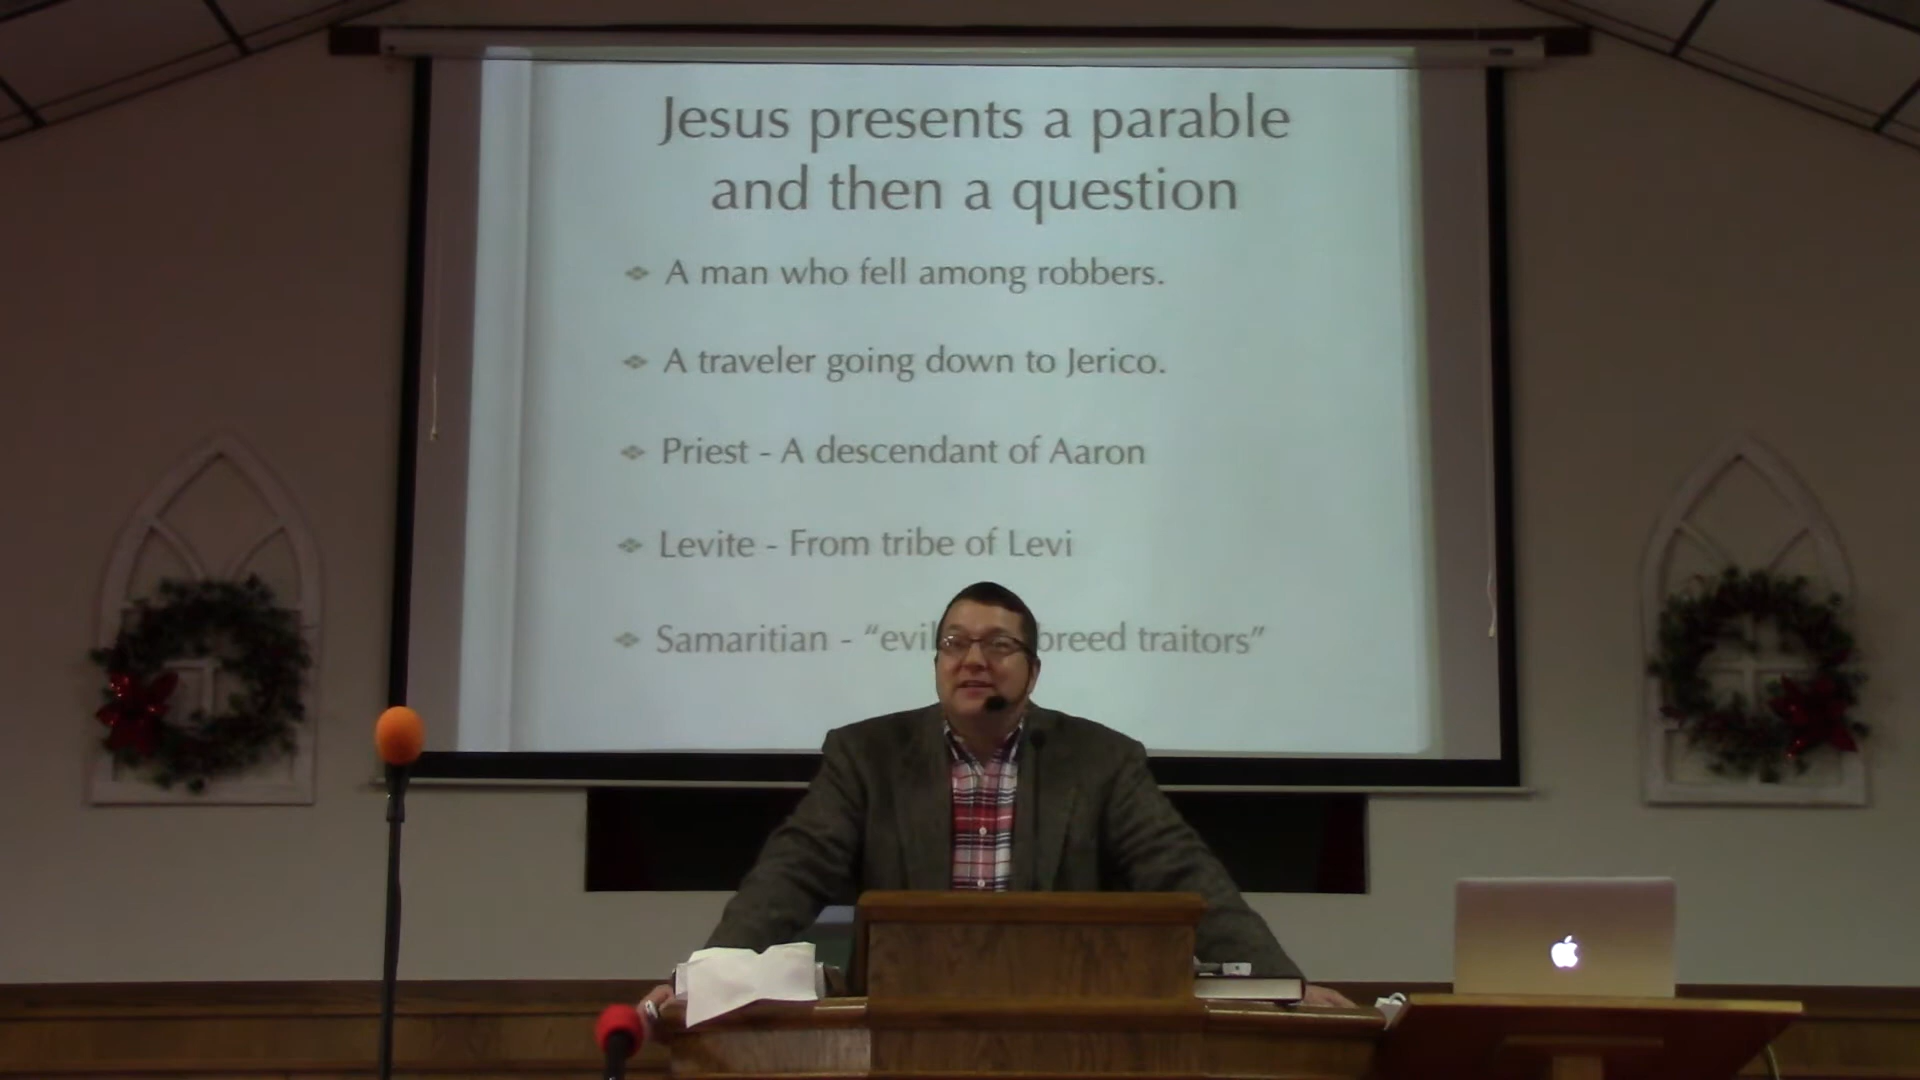 Jesus presents a parable
and then a question
A man who fell among robbers.
A traveler going down to Jerico.
Priest - A descendant of Aaron
Levite - From tribe of Levi
Samaritian - “evil breed traitors”